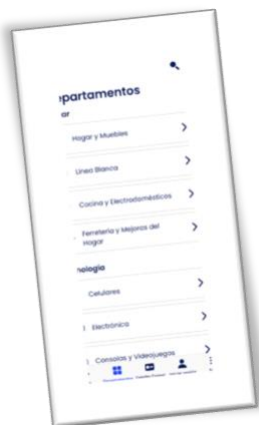 epartamentos
ar
Hogar y Muebles
Línea Blanca
Cocina y Electrodomésticos
Ferretería y Mejoras del
Hogar
nología
Celulares
Electrónica
Consolas y Videojuegos